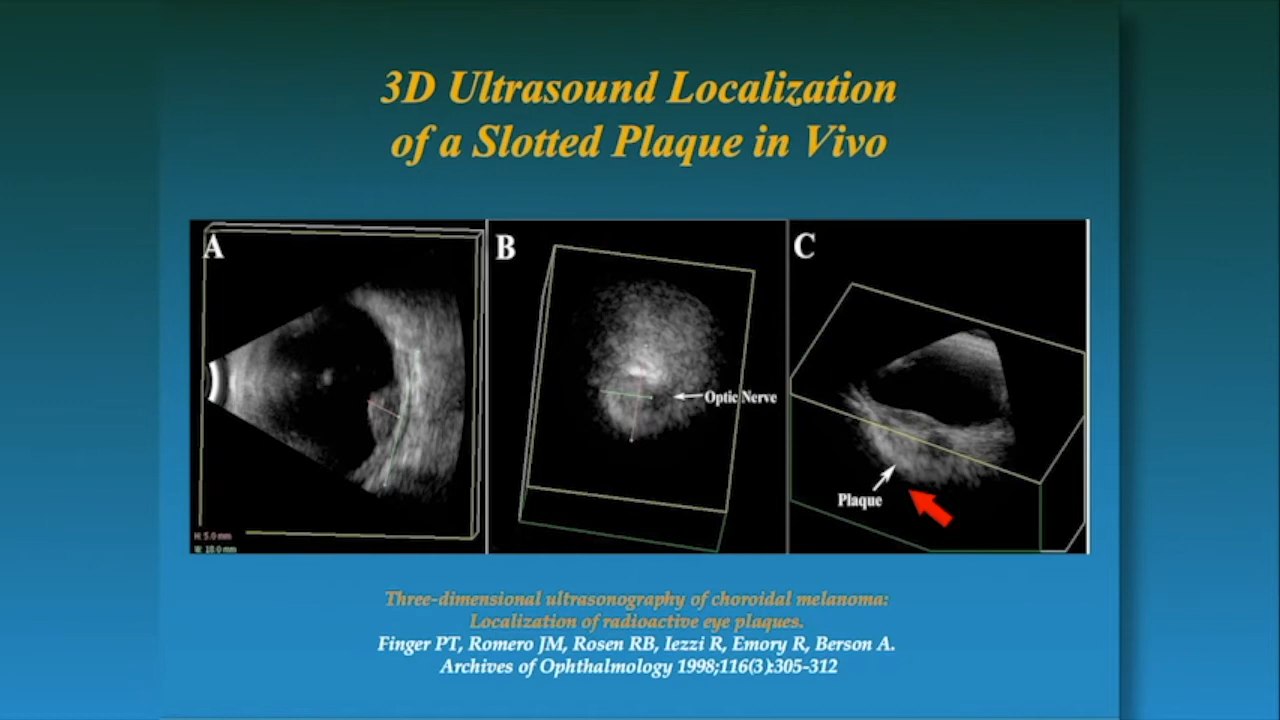 3D Ultrasound Localization
of a Slotted Plaque in Vivo
A
B
C
Optic Nerve
Plaque
H: 5.0 mm
W: 18.0 mm
Three-dimensional ultrasonography of choroidal melanoma:
Localization of radioactive eye plaques.
Finger PT, Romero JM, Rosen RB, Iezzi R, Emory R, Berson A.
Archives of Ophthalmology 1998;116(3):305-312